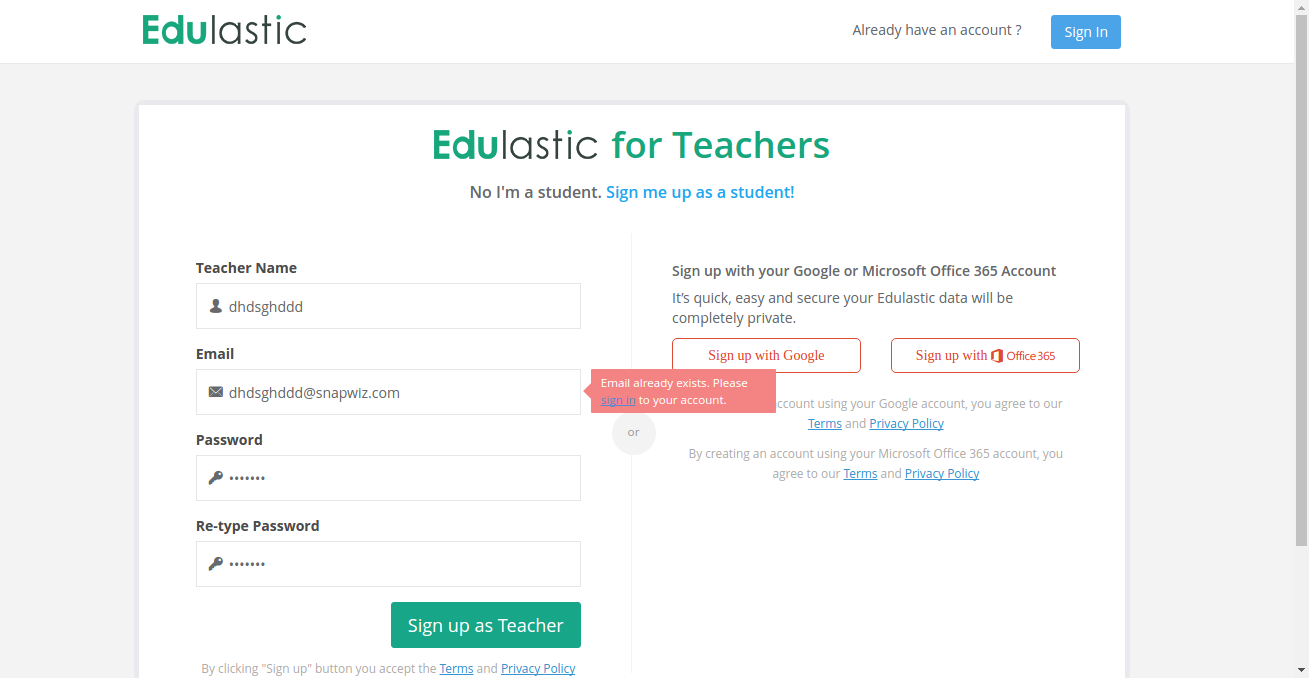 Edulastic
Already have an account ?
Sign In
Edulastic for Teachers
No I'm a student. Sign me up as a student!
Teacher Name
dhdsghddd
Email
dhdsghddd@snapwiz.com
Password
Re-type Password
Sign up as Teacher
By clicking "Sign up" button you accept the Terms and Privacy Policy
Email already exists. Please
sign in to your account.
or
Sign up with your Google or Microsoft Office 365 Account
It's quick, easy and secure your Edulastic data will be
completely private.
Sign up with Google
Sign up with Office 365
account using your Google account, you agree to our
Terms and Privacy Policy
By creating an account using your Microsoft Office 365 account, you
agree to our Terms and Privacy Policy